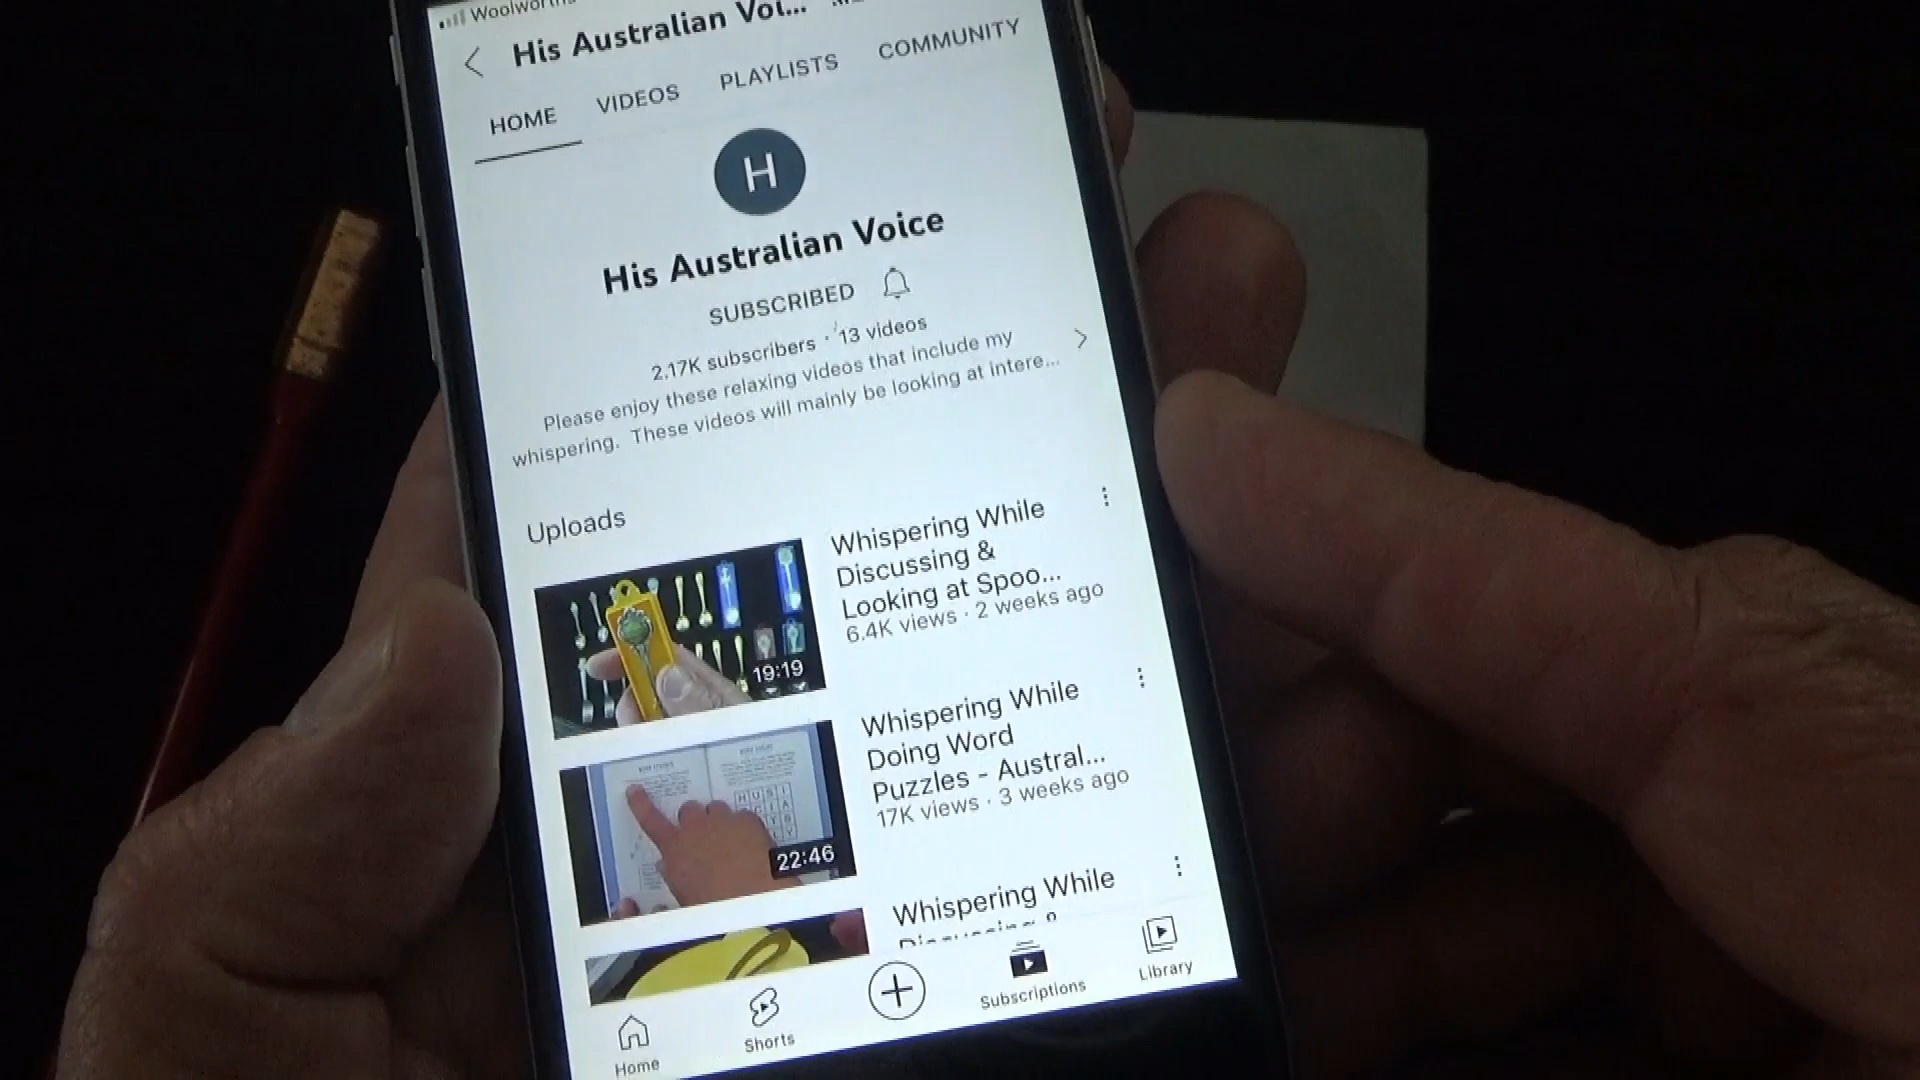 Woolworths
His Australian Voi...
HOME VIDEOS PLAYLISTS COMMUNITY
H
His Australian Voice
SUBSCRIBED
2.17K subscribers · 13 videos
Please enjoy these relaxing videos that include my
whispering. These videos will mainly be looking at intere...
Uploads
Whispering While
Discussing &
Looking at Spoo...
6.4K views · 2 weeks ago
19:19
Whispering While
Doing Word
Puzzles - Austral...
17K views · 3 weeks ago
22:46
Whispering While
Home
Shorts
Subscriptions
Library